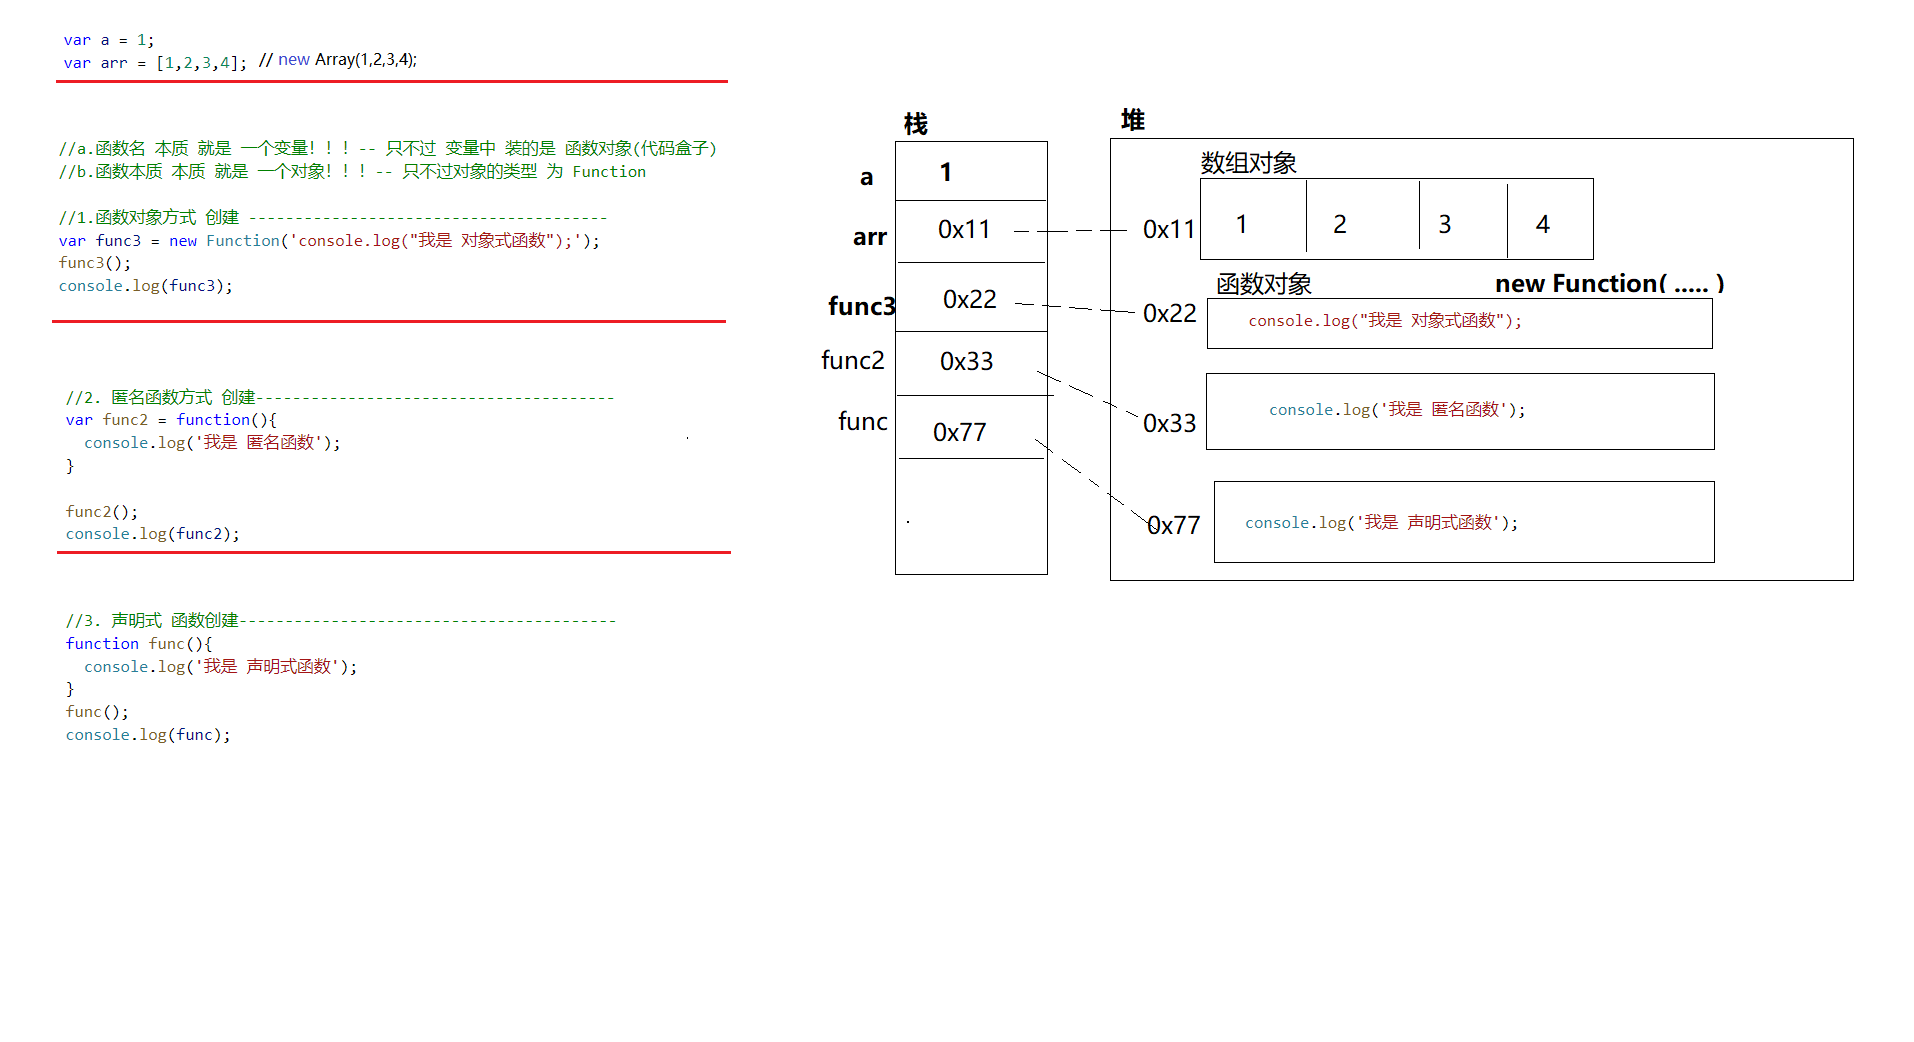 var a = 1;
var arr = [1,2,3,4]; // new Array(1,2,3,4);
//a.函数名 本质 就是 一个变量！！！-- 只不过 变量中 装的是 函数对象(代码盒子)
//b.函数本质 本质 就是 一个对象！！！-- 只不过对象的类型 为 Function
//1.函数对象方式 创建 ---------------------------------------
var func3 = new Function('console.log("我是 对象式函数");');
func3();
console.log(func3);
//2. 匿名函数方式 创建---------------------------------------
var func2 = function(){
  console.log('我是 匿名函数');
}
func2();
console.log(func2);
//3. 声明式 函数创建-----------------------------------------
function func(){
  console.log('我是 声明式函数');
}
func();
console.log(func);
栈
a 1
arr 0x11
func3 0x22
func2 0x33
func 0x77
堆
数组对象
0x11 1 2 3 4
函数对象 new Function( ..... )
0x22 console.log("我是 对象式函数");
0x33 console.log('我是 匿名函数');
0x77 console.log('我是 声明式函数');